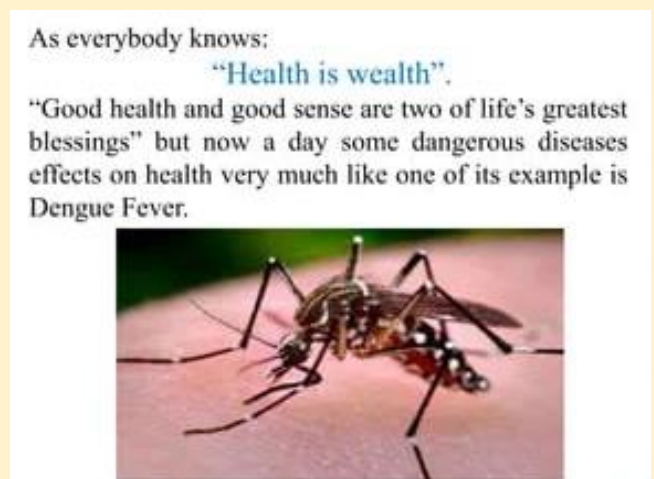 As everybody knows:
“Health is wealth”.
“Good health and good sense are two of life’s greatest
blessings” but now a day some dangerous diseases
effects on health very much like one of its example is
Dengue Fever.